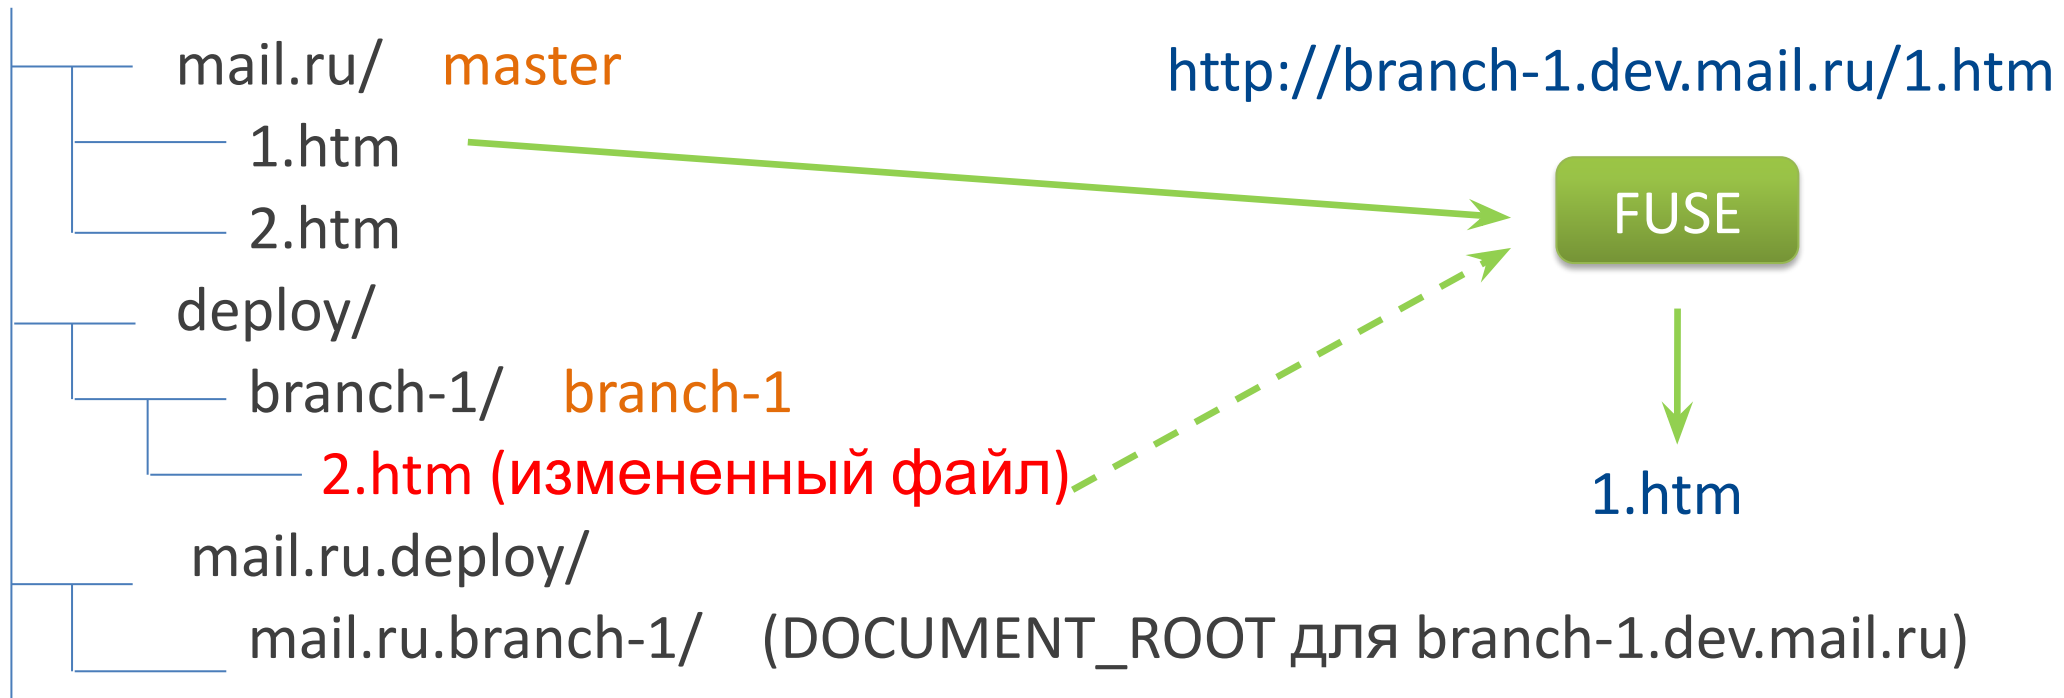 mail.ru/ master
http://branch-1.dev.mail.ru/1.htm
1.htm
2.htm
FUSE
deploy/
branch-1/ branch-1
2.htm (измененный файл)
1.htm
mail.ru.deploy/
mail.ru.branch-1/ (DOCUMENT_ROOT для branch-1.dev.mail.ru)